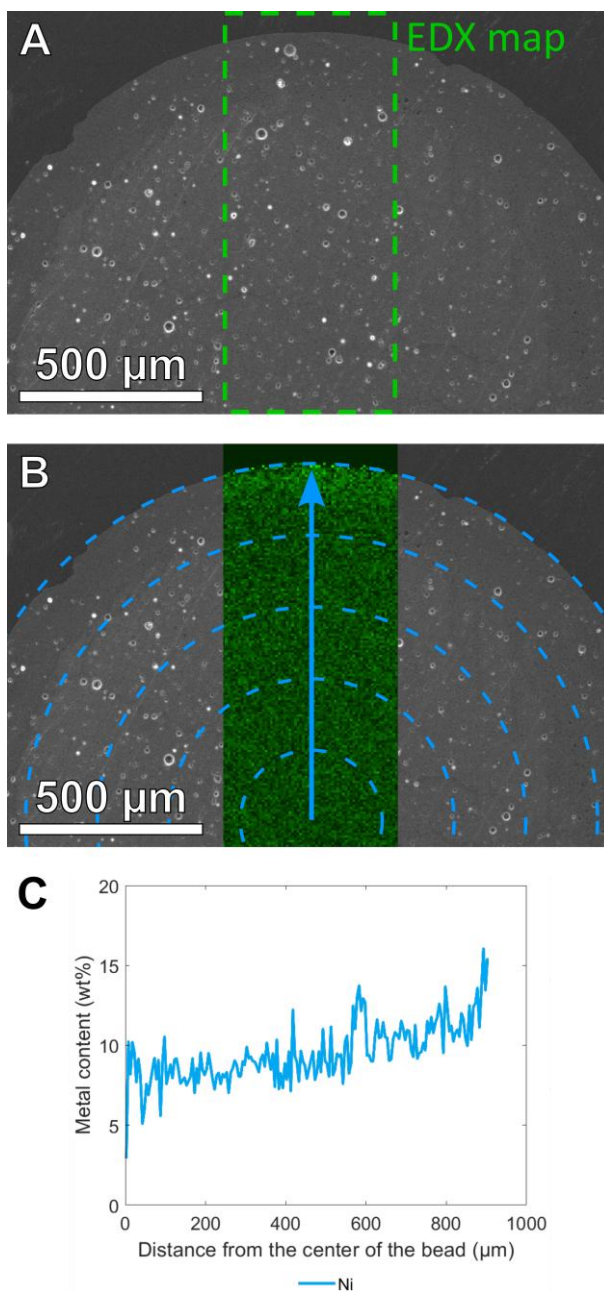 A
EDX map
500 µm
B
500 µm
C
20
15
10
5
0
Metal content (wt%)
0 200 400 600 800 1000
Distance from the center of the bead (µm)
Ni